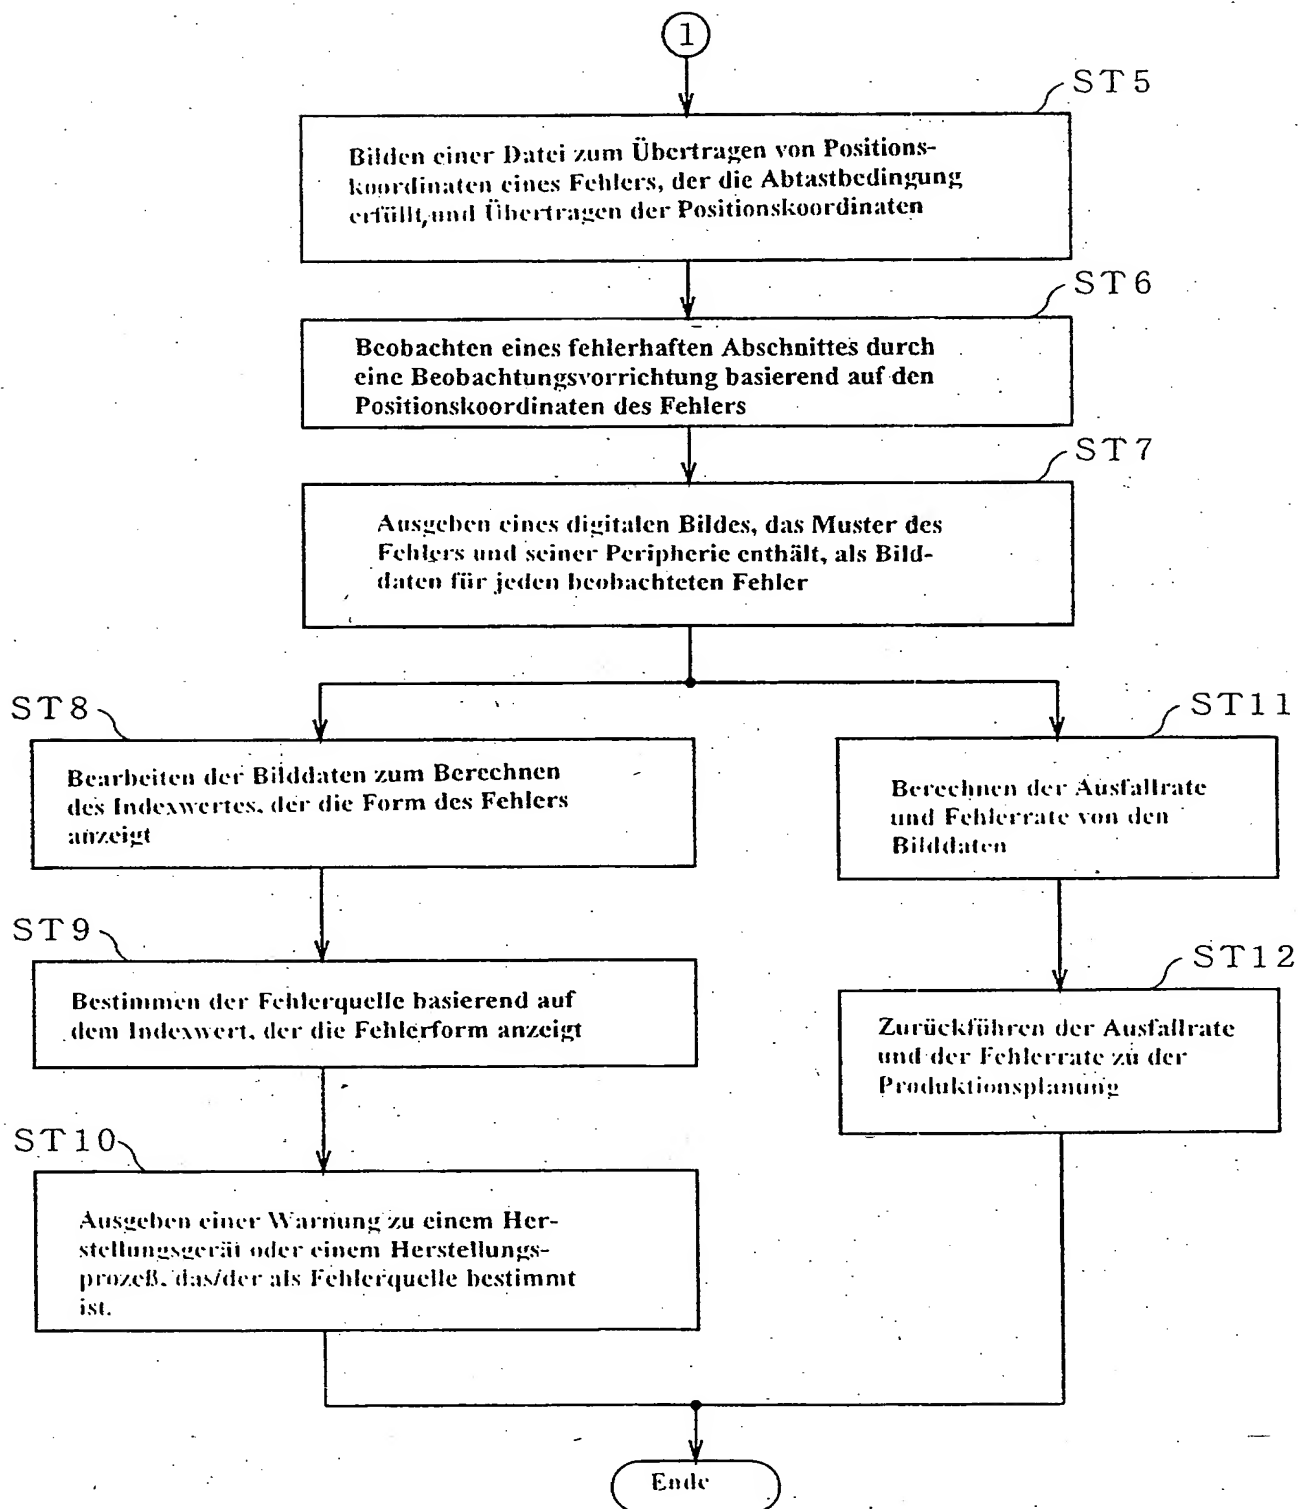 1
ST5
Bilden einer Datei zum Übertragen von Positions-
koordinaten eines Fehlers, der die Abtastbedingung
erfüllt,und Übertragen der Positionskoordinaten
ST6
Beobachten eines fehlerhaften Abschnittes durch
eine Beobachtungsvorrichtung basierend auf den
Positionskoordinaten des Fehlers
ST7
Ausgeben eines digitalen Bildes, das Muster des
Fehlers und seiner Peripherie enthält, als Bild-
daten für jeden beobachteten Fehler
ST8
Bearbeiten der Bilddaten zum Berechnen
des Indexwertes, der die Form des Fehlers
anzeigt
ST9
Bestimmen der Fehlerquelle basierend auf
dem Indexwert, der die Fehlerform anzeigt
ST10
Ausgeben einer Warnung zu einem Her-
stellungsgerät oder einem Herstellungs-
prozeß, das/der als Fehlerquelle bestimmt
ist.
ST11
Berechnen der Ausfallrate
und Fehlerrate von den
Bilddaten
ST12
Zurückführen der Ausfallrate
und der Fehlerrate zu der
Produktionsplanung
Ende